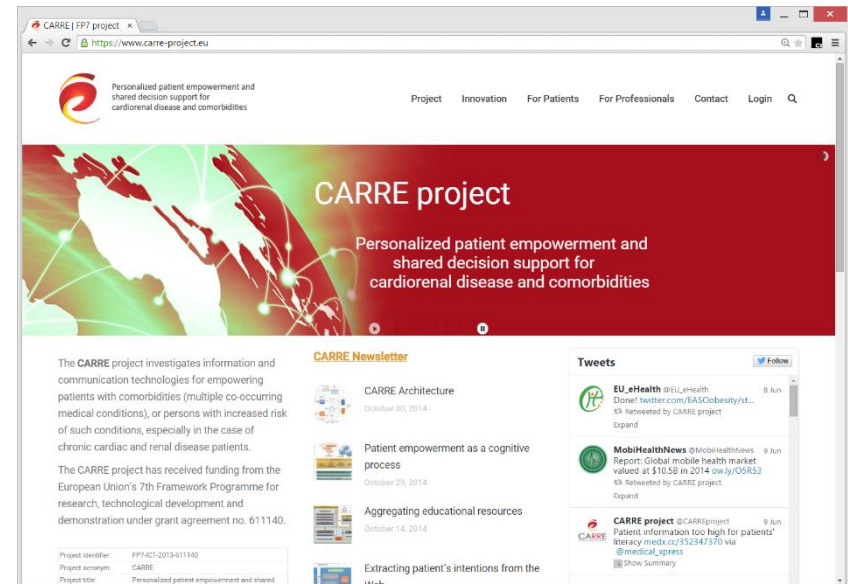 CARRE | FP7 project
https://www.carre-project.eu
Personalized patient empowerment and
shared decision support for
cardiorenal disease and comorbidities
Project Innovation For Patients For Professionals Contact Login
CARRE project
Personalized patient empowerment and
shared decision support for
cardiorenal disease and comorbidities
The CARRE project investigates information and
communication technologies for empowering
patients with comorbidities (multiple co-occurring
medical conditions), or persons with increased risk
of such conditions, especially in the case of
chronic cardiac and renal disease patients.
The CARRE project has received funding from the
European Union's 7th Framework Programme for
research, technological development and
demonstration under grant agreement no. 611140.
Project identifier: FP7-ICT-2013-611140
Project acronym: CARRE
Project title: Personalized patient empowerment and shared
CARRE Newsletter
CARRE Architecture
October 30, 2014
Patient empowerment as a cognitive
process
October 29, 2014
Aggregating educational resources
October 14, 2014
Extracting patient's intentions from the
Web
Tweets
Follow
EU_eHealth @EU_eHealth 8 Jun
Done! twitter.com/EASOobesity/st...
Retweeted by CARRE project
Expand
MobiHealthNews @MobiHealthNews 9 Jun
Report: Global mobile health market
valued at $10.5B in 2014 ow.ly/O5R53
Retweeted by CARRE project
Expand
CARRE
CARRE project @CARREproject 9 Jun
Patient information too high for patients'
literacy medx.cc/352347370 via
@medical_xpress
Show Summary